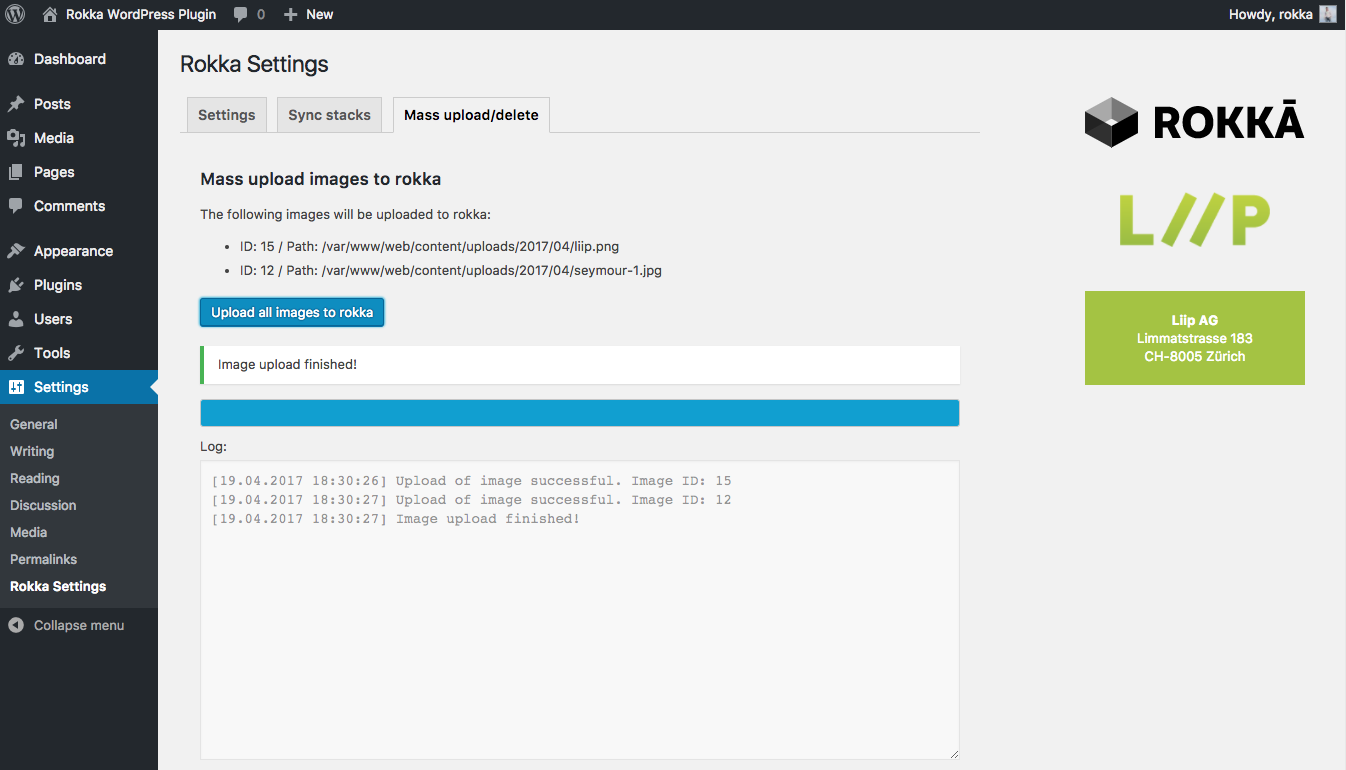 Rokka WordPress Plugin 0 New Howdy, rokka
Dashboard
Posts
Media
Pages
Comments
Appearance
Plugins
Users
Tools
Settings
General
Writing
Reading
Discussion
Media
Permalinks
Rokka Settings
Collapse menu
Rokka Settings
Settings Sync stacks Mass upload/delete
Mass upload images to rokka
The following images will be uploaded to rokka:
• ID: 15 / Path: /var/www/web/content/uploads/2017/04/liip.png
• ID: 12 / Path: /var/www/web/content/uploads/2017/04/seymour-1.jpg
Upload all images to rokka
Image upload finished!
Log:
[19.04.2017 18:30:26] Upload of image successful. Image ID: 15
[19.04.2017 18:30:27] Upload of image successful. Image ID: 12
[19.04.2017 18:30:27] Image upload finished!
ROKKĀ
LIIP
Liip AG
Limmatstrasse 183
CH-8005 Zürich